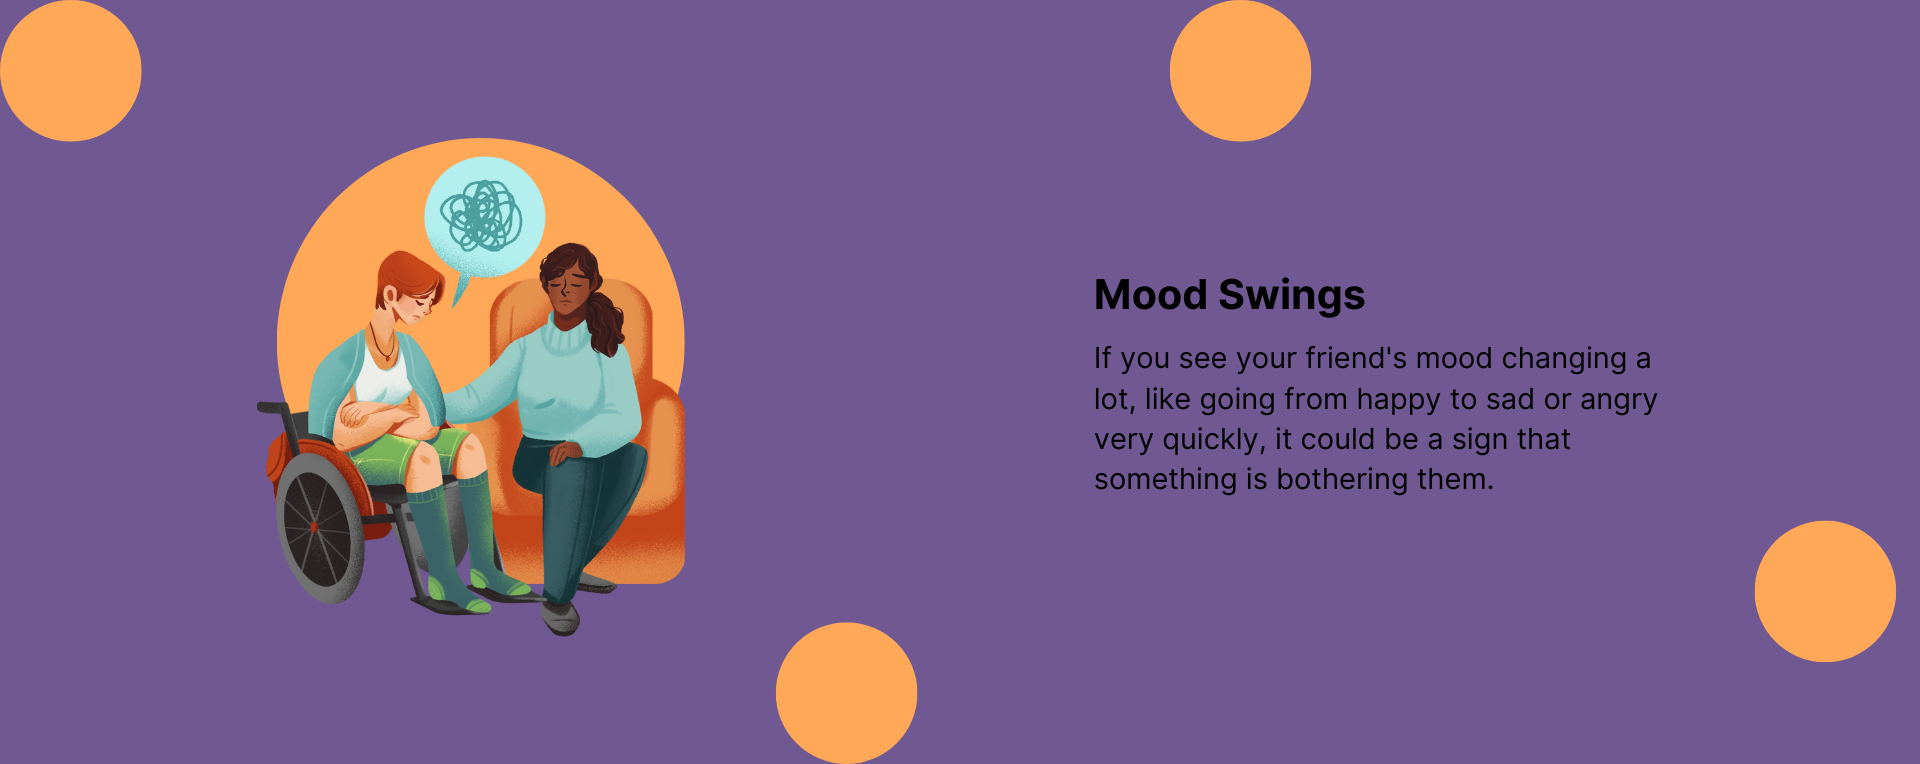 Mood Swings
If you see your friend's mood changing a
lot, like going from happy to sad or angry
very quickly, it could be a sign that
something is bothering them.